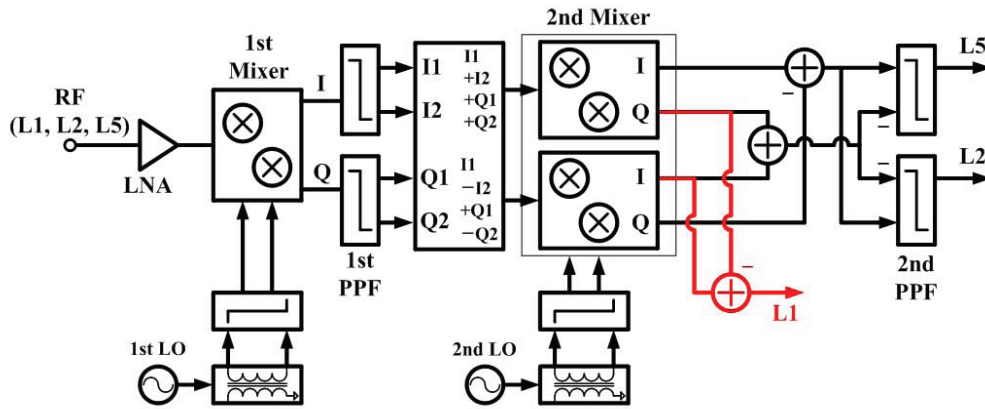 1st
Mixer
2nd Mixer
RF
(L1, L2, L5)
LNA
I
Q
I1
I2
Q1
Q2
I1
+I2
+Q1
+Q2
I1
−I2
+Q1
−Q2
1st
PPF
I
Q
I
Q
−
−
−
−
L5
L2
L1
2nd
PPF
1st LO
2nd LO